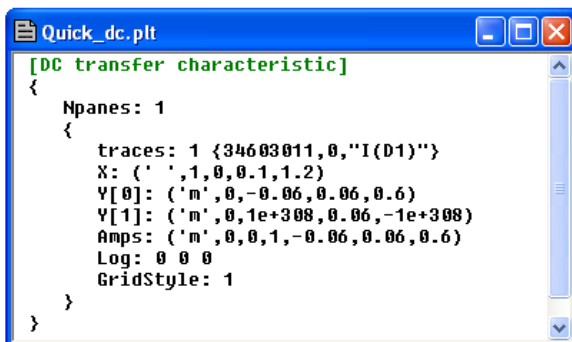 Quick_dc.plt
[DC transfer characteristic]
{
Npanes: 1
{
traces: 1 {34603011,0,"I(D1)"}
X: (' ',1,0,0.1,1.2)
Y[0]: ('m',0,-0.06,0.06,0.6)
Y[1]: ('m',0,1e+308,0.06,-1e+308)
Amps: ('m',0,0,1,-0.06,0.06,0.6)
Log: 0 0 0
GridStyle: 1
}
}